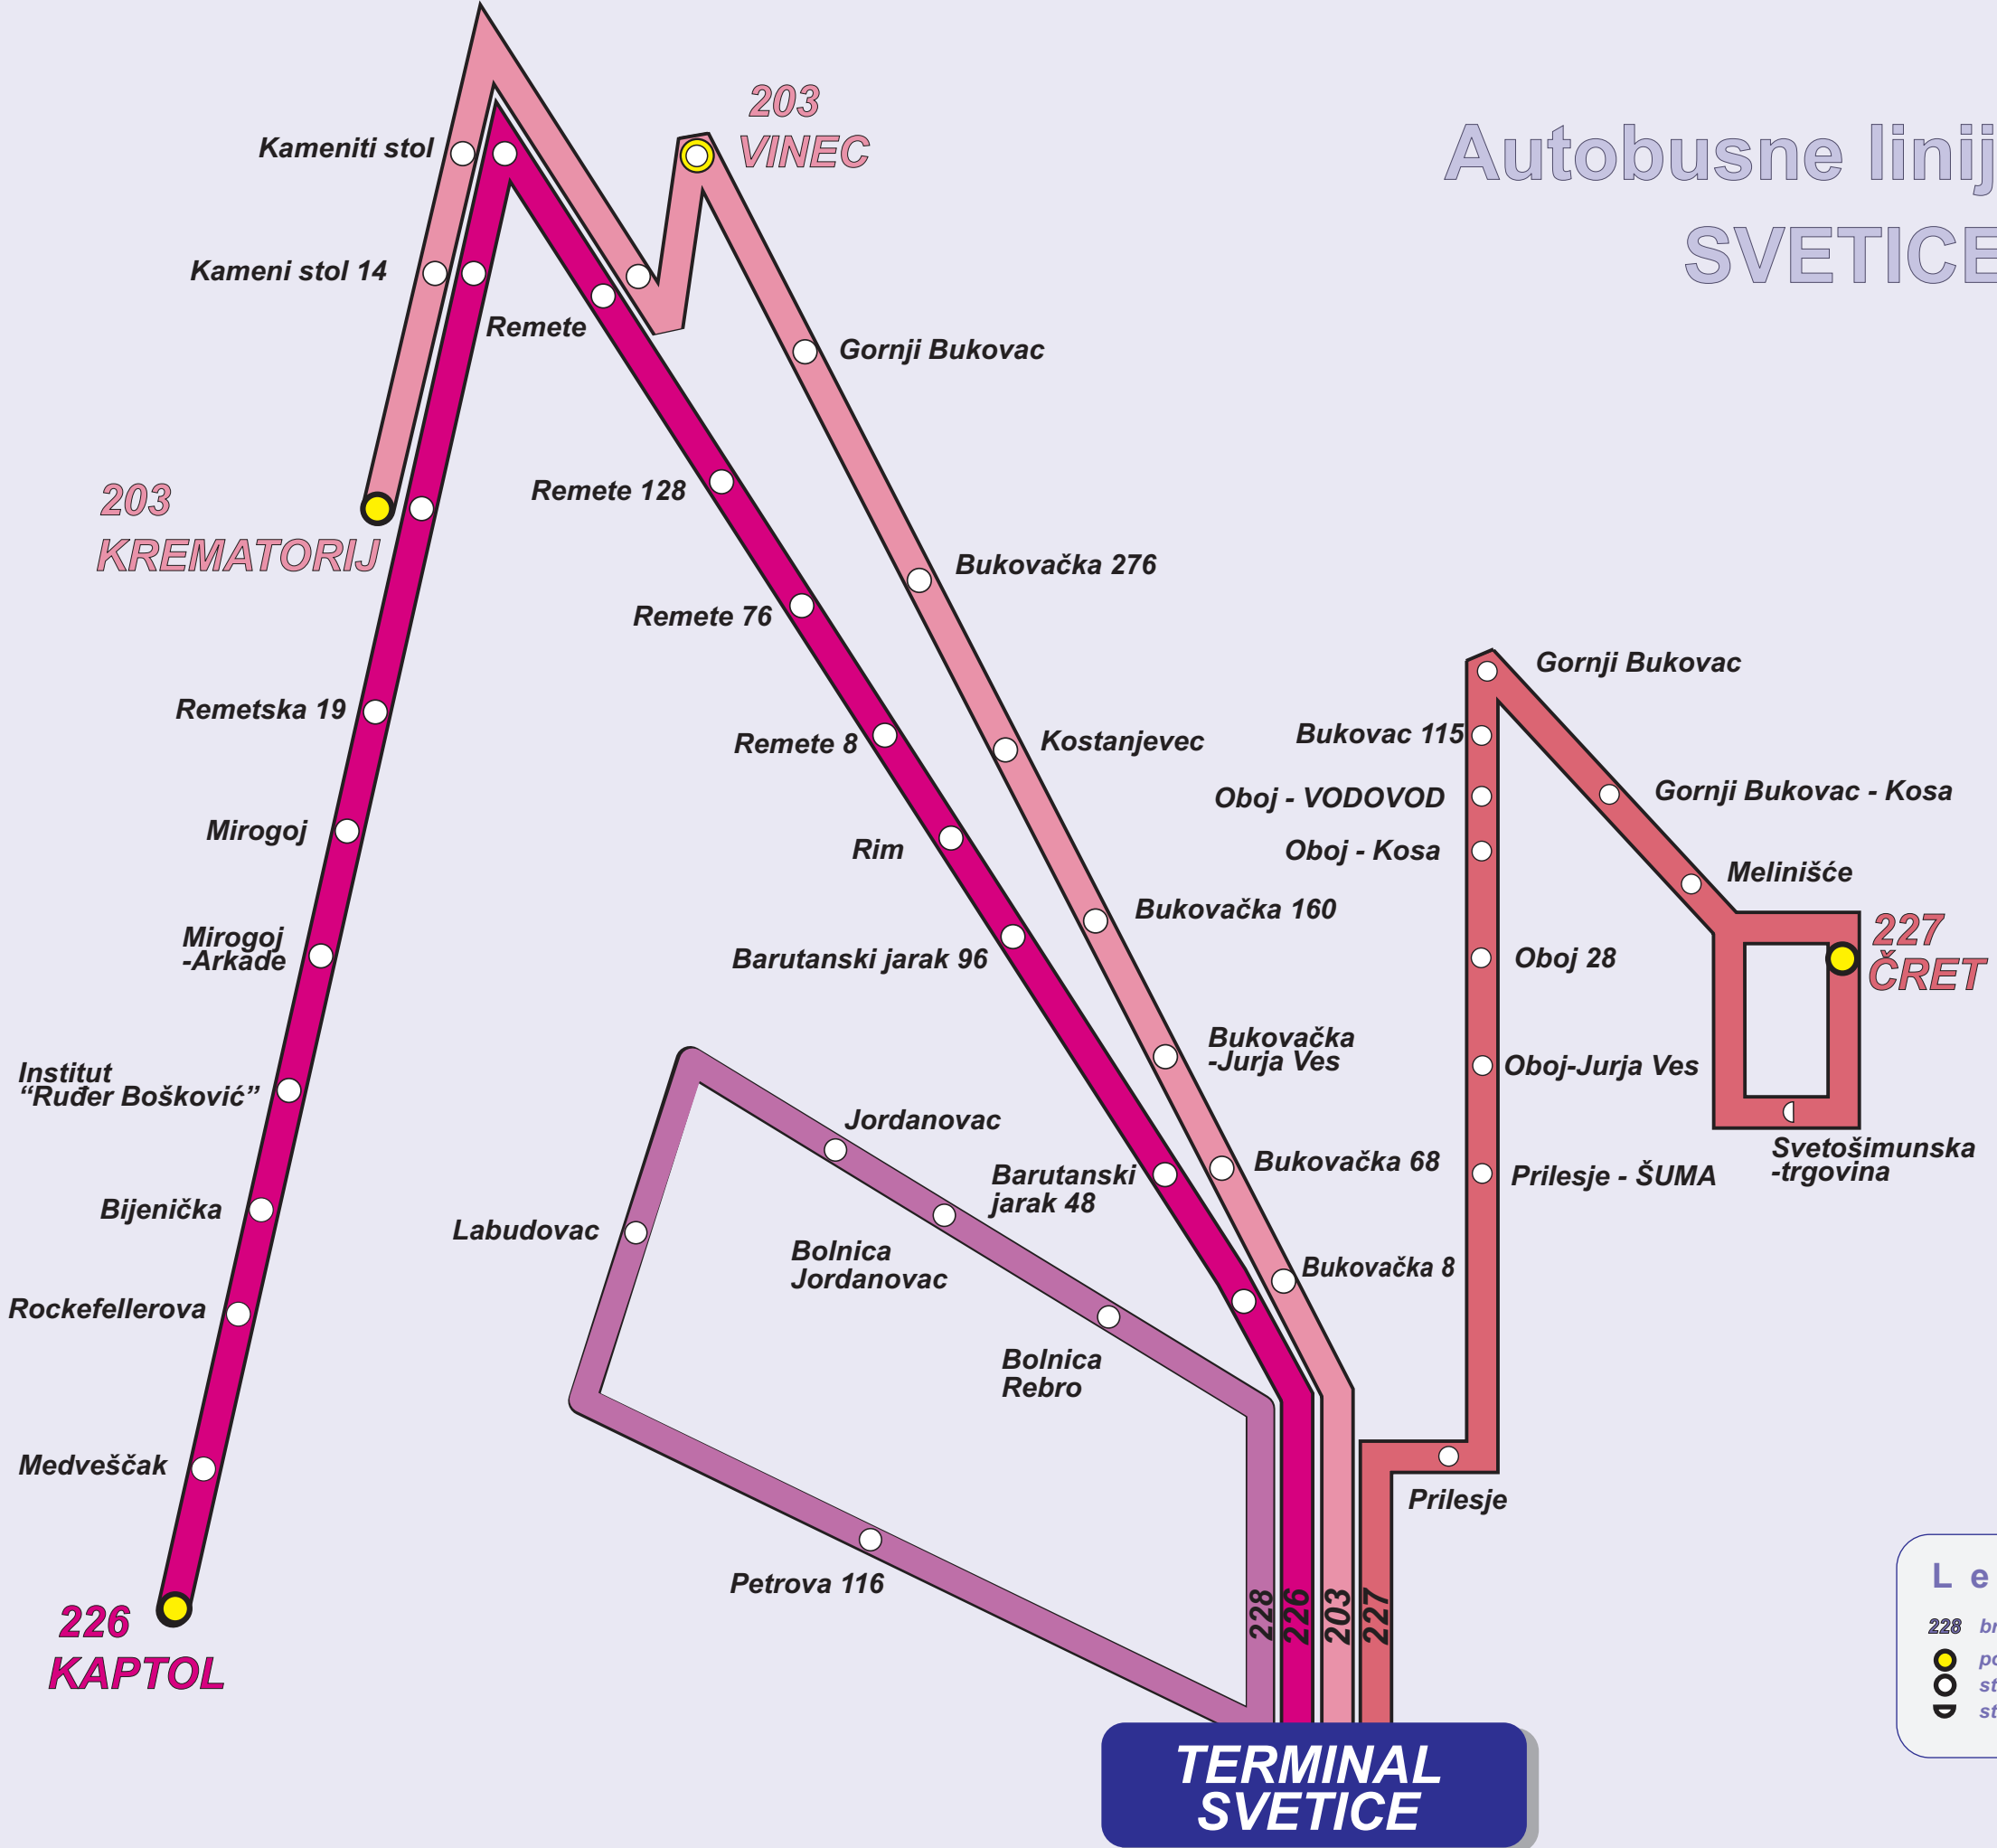 203
VINEC
Autobusne linij
SVETICE
Kameniti stol
Kameni stol 14
Remete
Gornji Bukovac
203
KREMATORIJ
Remete 128
Bukovačka 276
Remete 76
Gornji Bukovac
Remetska 19
Remete 8
Kostanjevec
Bukovac 115
Oboj - VODOVOD
Gornji Bukovac - Kosa
Mirogoj
Rim
Oboj - Kosa
Melinišće
Bukovačka 160
227
ČRET
Mirogoj
-Arkade
Barutanski jarak 96
Oboj 28
Bukovačka
-Jurja Ves
Oboj-Jurja Ves
Institut
“Ruđer Bošković”
Jordanovac
Svetošimunska
-trgovina
Barutanski
jarak 48
Bukovačka 68
Prilesje - ŠUMA
Bijenička
Labudovac
Bolnica
Jordanovac
Bukovačka 8
Rockefellerova
Bolnica
Rebro
Medveščak
Prilesje
Petrova 116
228
226
203
227
226
KAPTOL
L e
228 br
po
st
st
TERMINAL
SVETICE